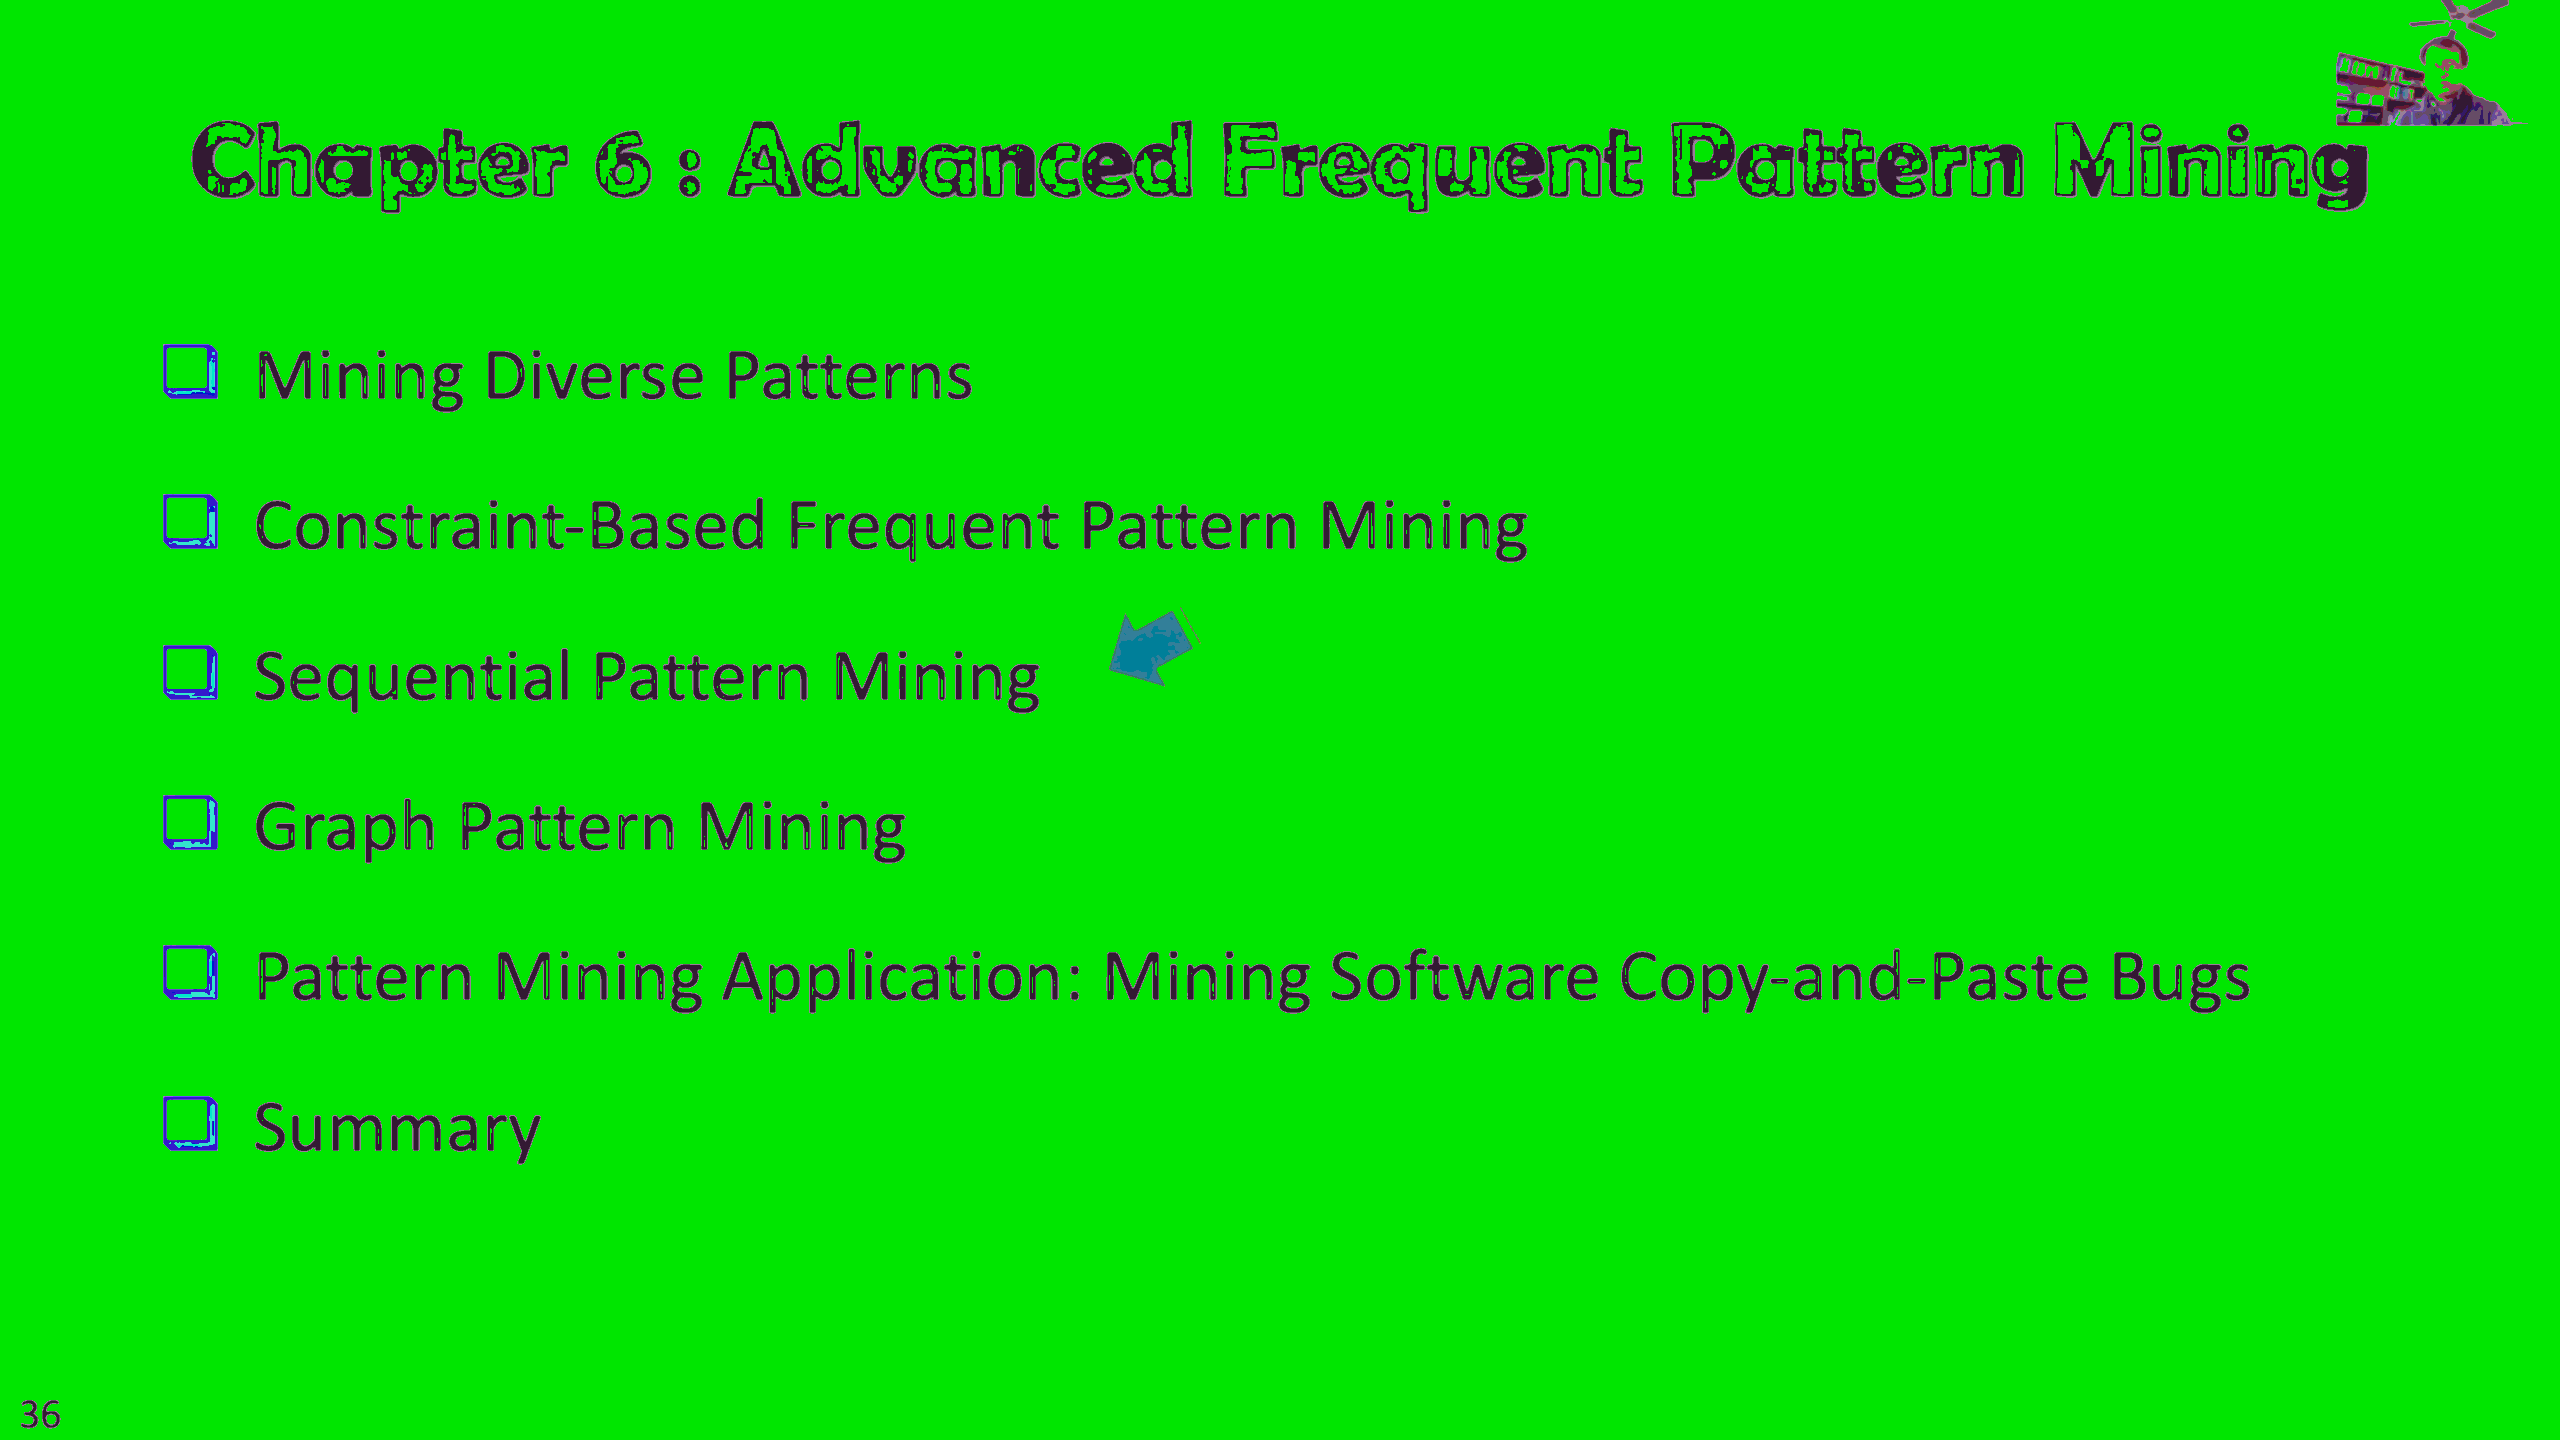 Chapter 6 : Advanced Frequent Pattern Mining
Mining Diverse Patterns
Constraint-Based Frequent Pattern Mining
Sequential Pattern Mining
Graph Pattern Mining
Pattern Mining Application: Mining Software Copy-and-Paste Bugs
Summary
36